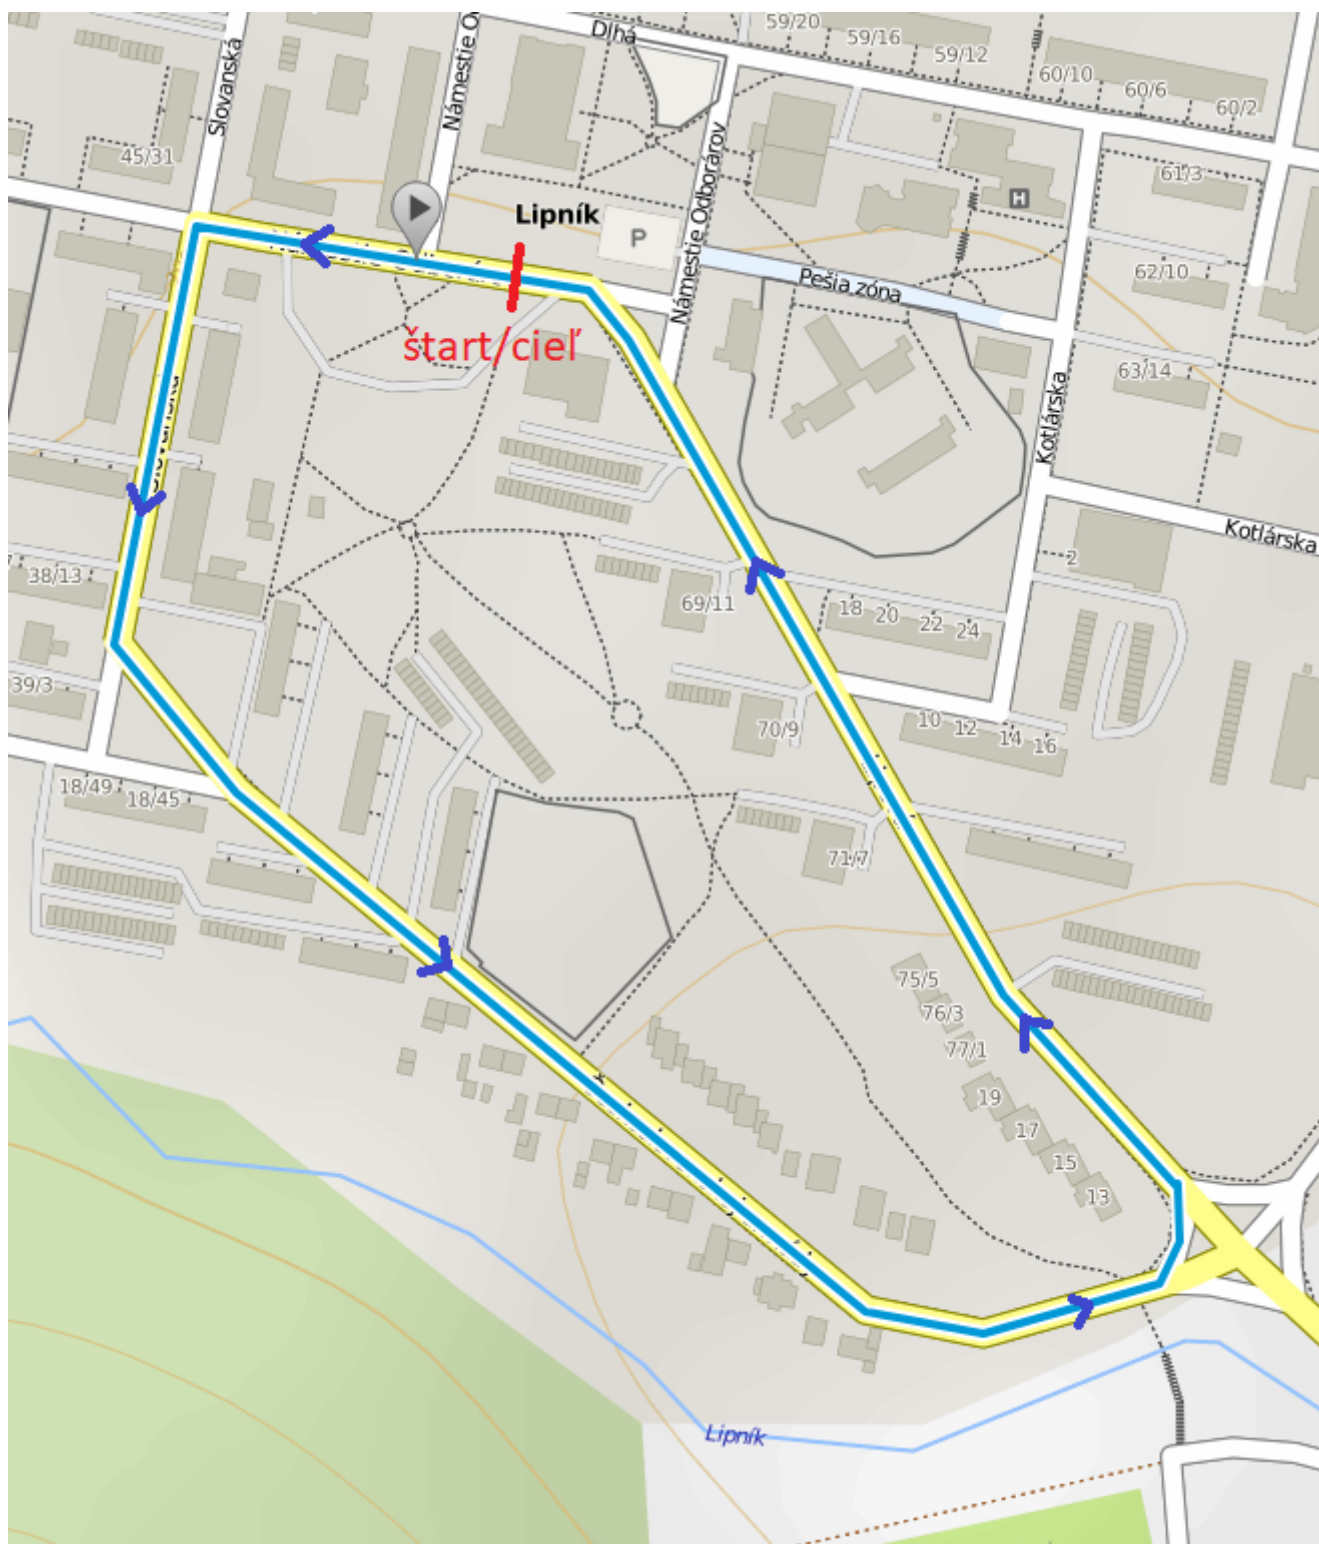 Slovanská
Námestie O
Dlhá
59/20
59/16
59/12
60/10
60/6
60/2
45/31
Námestie Odborárov
61/3
H
Lipník
P
Pešia zóna
62/10
štart/cieľ
63/14
Slovanská
Kotlárska
Kotlárska
38/13
2
69/11
18
20
22
24
39/3
70/9
10
12
14
16
18/49
18/45
71/7
75/5
76/3
77/1
19
17
15
13
Lipník